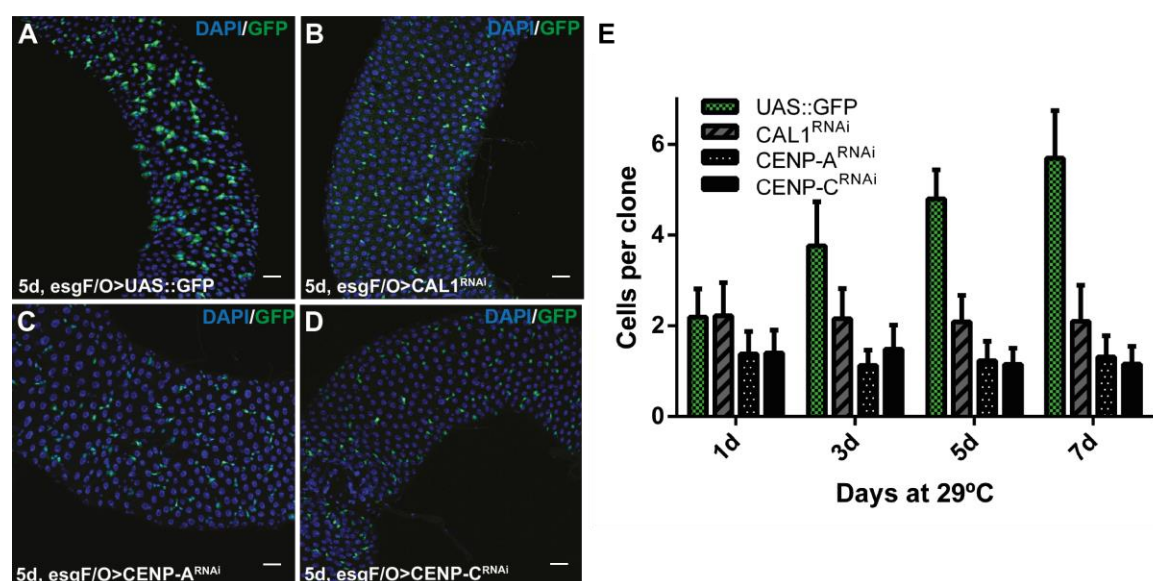 A
DAPI/GFP
5d, esgF/O>UAS::GFP
B
DAPI/GFP
5d, esgF/O>CAL1RNAi
C
DAPI/GFP
5d, esgF/O>CENP-ARNAi
D
DAPI/GFP
5d, esgF/O>CENP-CRNAi
E
UAS::GFP
CAL1RNAi
CENP-ARNAi
CENP-CRNAi
Cells per clone
6
4
2
0
1d 3d 5d 7d
Days at 29ºC